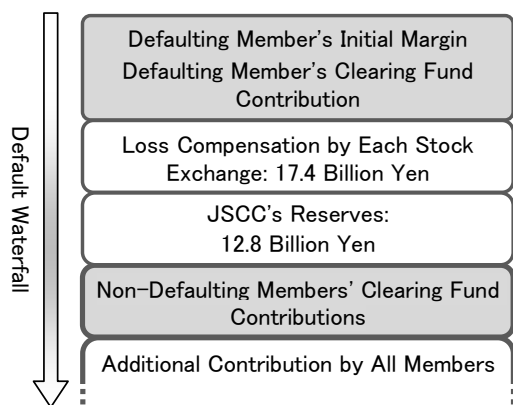 Default Waterfall
Defaulting Member's Initial Margin
Defaulting Member's Clearing Fund
Contribution
Loss Compensation by Each Stock
Exchange: 17.4 Billion Yen
JSCC's Reserves:
12.8 Billion Yen
Non-Defaulting Members' Clearing Fund
Contributions
Additional Contribution by All Members